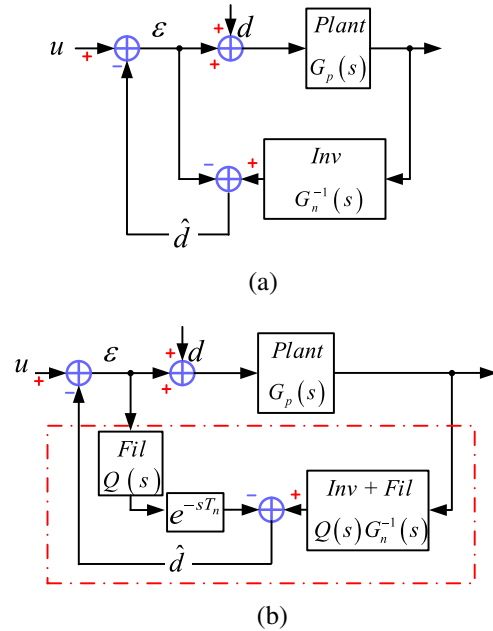 u + − ε + + d Plant
G_p(s)
− + Inv
G_n^{-1}(s)
d̂
(a)
u + − ε + + d Plant
G_p(s)
Fil
Q(s)
e^{-sT_n} − + Inv + Fil
Q(s)G_n^{-1}(s)
d̂
(b)